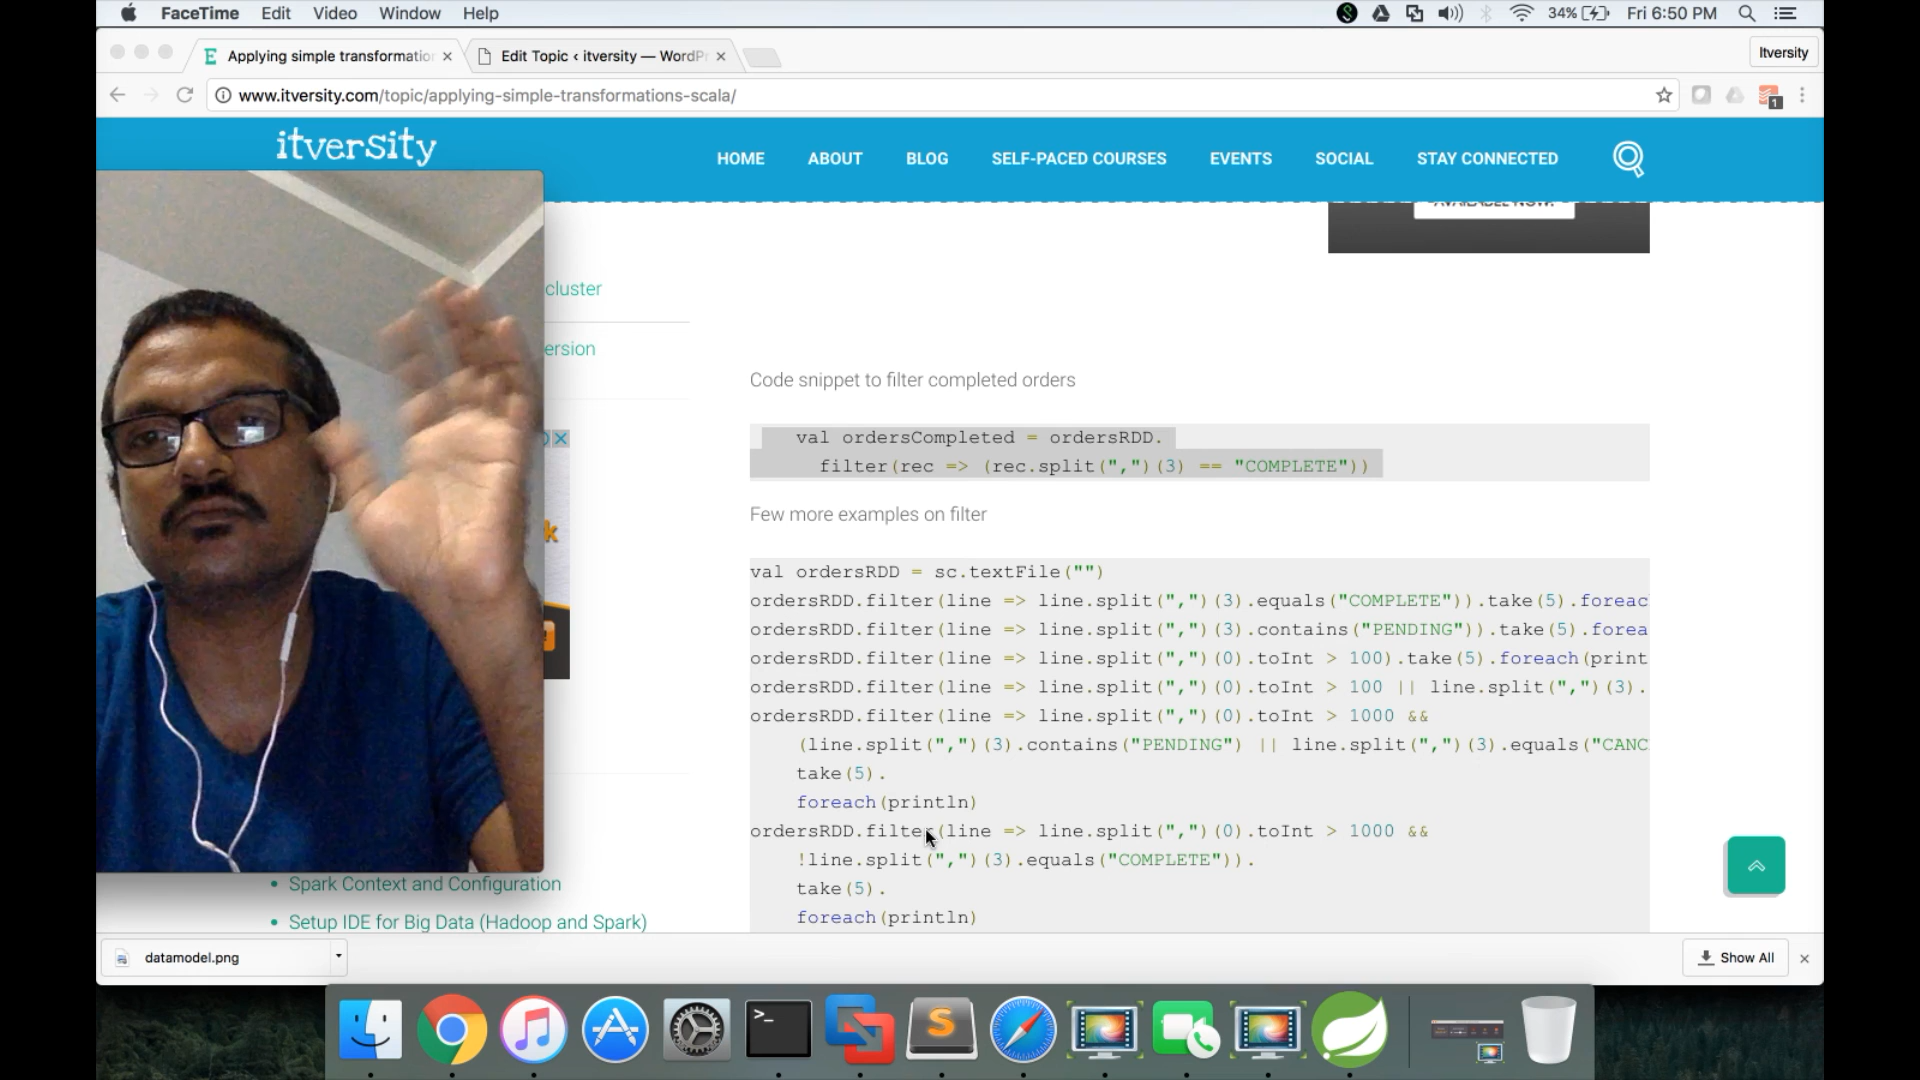 FaceTime Edit Video Window Help
34% Fri 6:50 PM
Applying simple transformatio
Edit Topic ‹ itversity — WordPr
Itversity
www.itversity.com/topic/applying-simple-transformations-scala/
1
itversity
HOME ABOUT BLOG SELF-PACED COURSES EVENTS SOCIAL STAY CONNECTED
AVAILABLE NOW!
cluster
ersion
Code snippet to filter completed orders
val ordersCompleted = ordersRDD.
filter(rec => (rec.split(",")(3) == "COMPLETE"))
Few more examples on filter
val ordersRDD = sc.textFile("")
ordersRDD.filter(line => line.split(",")(3).equals("COMPLETE")).take(5).foreac
ordersRDD.filter(line => line.split(",")(3).contains("PENDING")).take(5).forea
ordersRDD.filter(line => line.split(",")(0).toInt > 100).take(5).foreach(print
ordersRDD.filter(line => line.split(",")(0).toInt > 100 || line.split(",")(3).
ordersRDD.filter(line => line.split(",")(0).toInt > 1000 &&
(line.split(",")(3).contains("PENDING") || line.split(",")(3).equals("CANC
take(5).
foreach(println)
ordersRDD.filter(line => line.split(",")(0).toInt > 1000 &&
!line.split(",")(3).equals("COMPLETE")).
take(5).
foreach(println)
Spark Context and Configuration
Setup IDE for Big Data (Hadoop and Spark)
datamodel.png
Show All